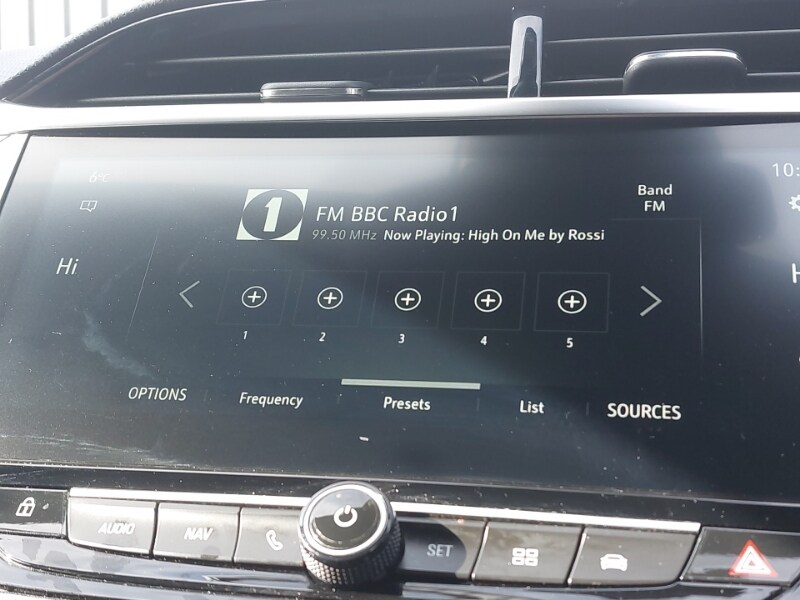 6°C
10:
1
FM BBC Radio1
Band
FM
99.50 MHz Now Playing: High On Me by Rossi
Hi
H
1 2 3 4 5
OPTIONS Frequency Presets List SOURCES
AUDIO NAV SET